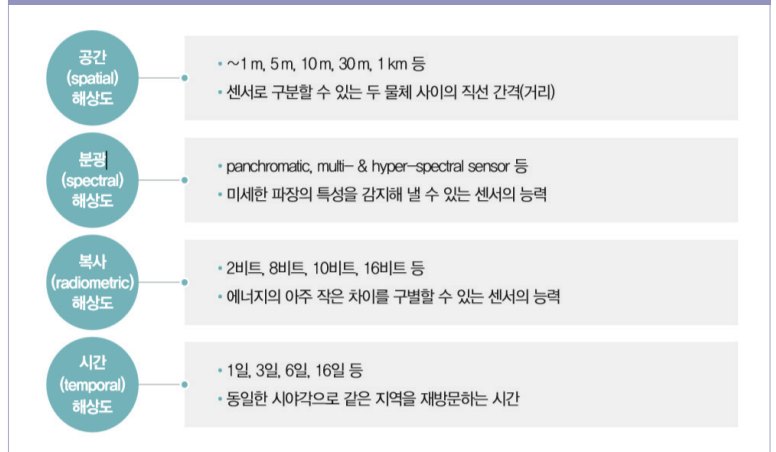 공간
(spatial)
해상도
• ~1 m, 5 m, 10 m, 30 m, 1 km 등
• 센서로 구분할 수 있는 두 물체 사이의 직선 간격(거리)
분광
(spectral)
해상도
• panchromatic, multi- & hyper-spectral sensor 등
• 미세한 파장의 특성을 감지해 낼 수 있는 센서의 능력
복사
(radiometric)
해상도
• 2비트, 8비트, 10비트, 16비트 등
• 에너지의 아주 작은 차이를 구별할 수 있는 센서의 능력
시간
(temporal)
해상도
• 1일, 3일, 6일, 16일 등
• 동일한 시야각으로 같은 지역을 재방문하는 시간